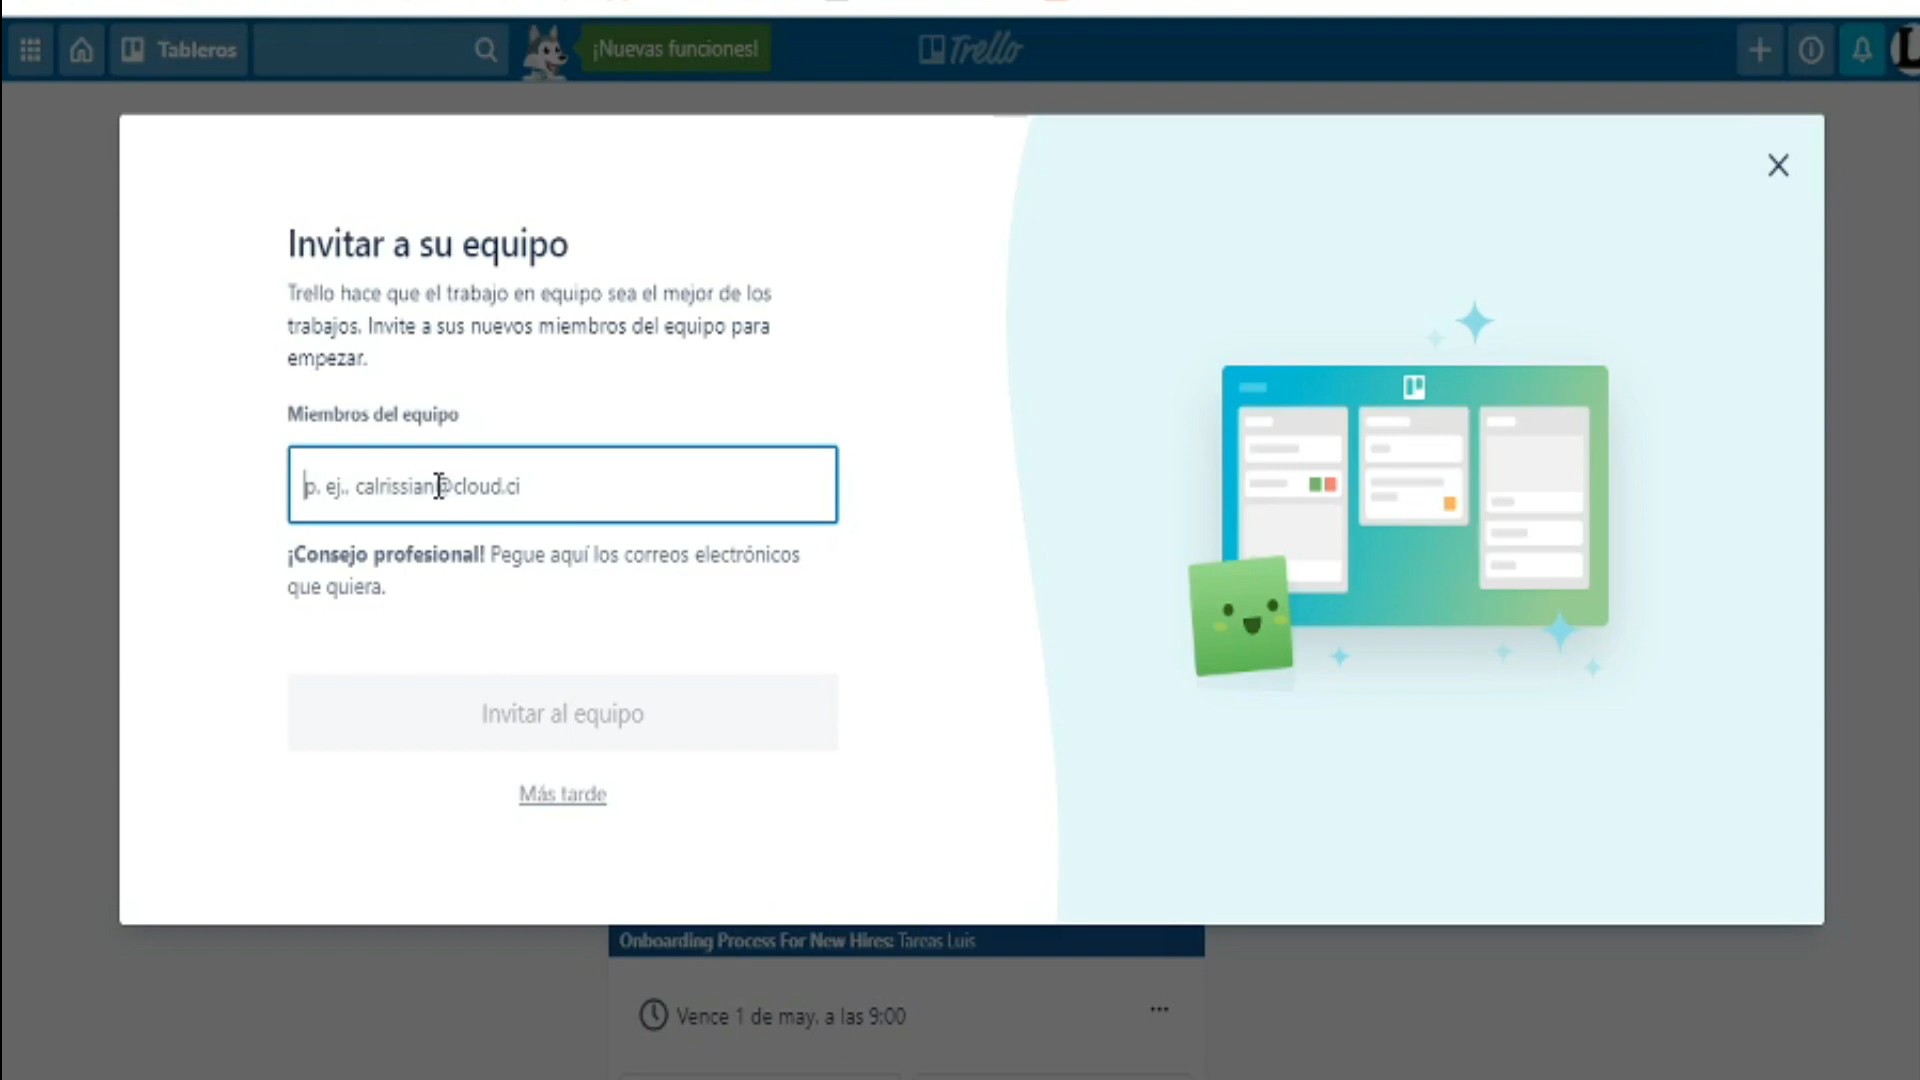 Tableros
¡Nuevas funciones!
Trello
Invitar a su equipo
Trello hace que el trabajo en equipo sea el mejor de los
trabajos. Invite a sus nuevos miembros del equipo para
empezar.
Miembros del equipo
p. ej.. calrissian@cloud.ci
¡Consejo profesional! Pegue aquí los correos electrónicos
que quiera.
Invitar al equipo
Más tarde
Onboarding Process For New Hires: Tareas Luis
Vence 1 de may. a las 9:00